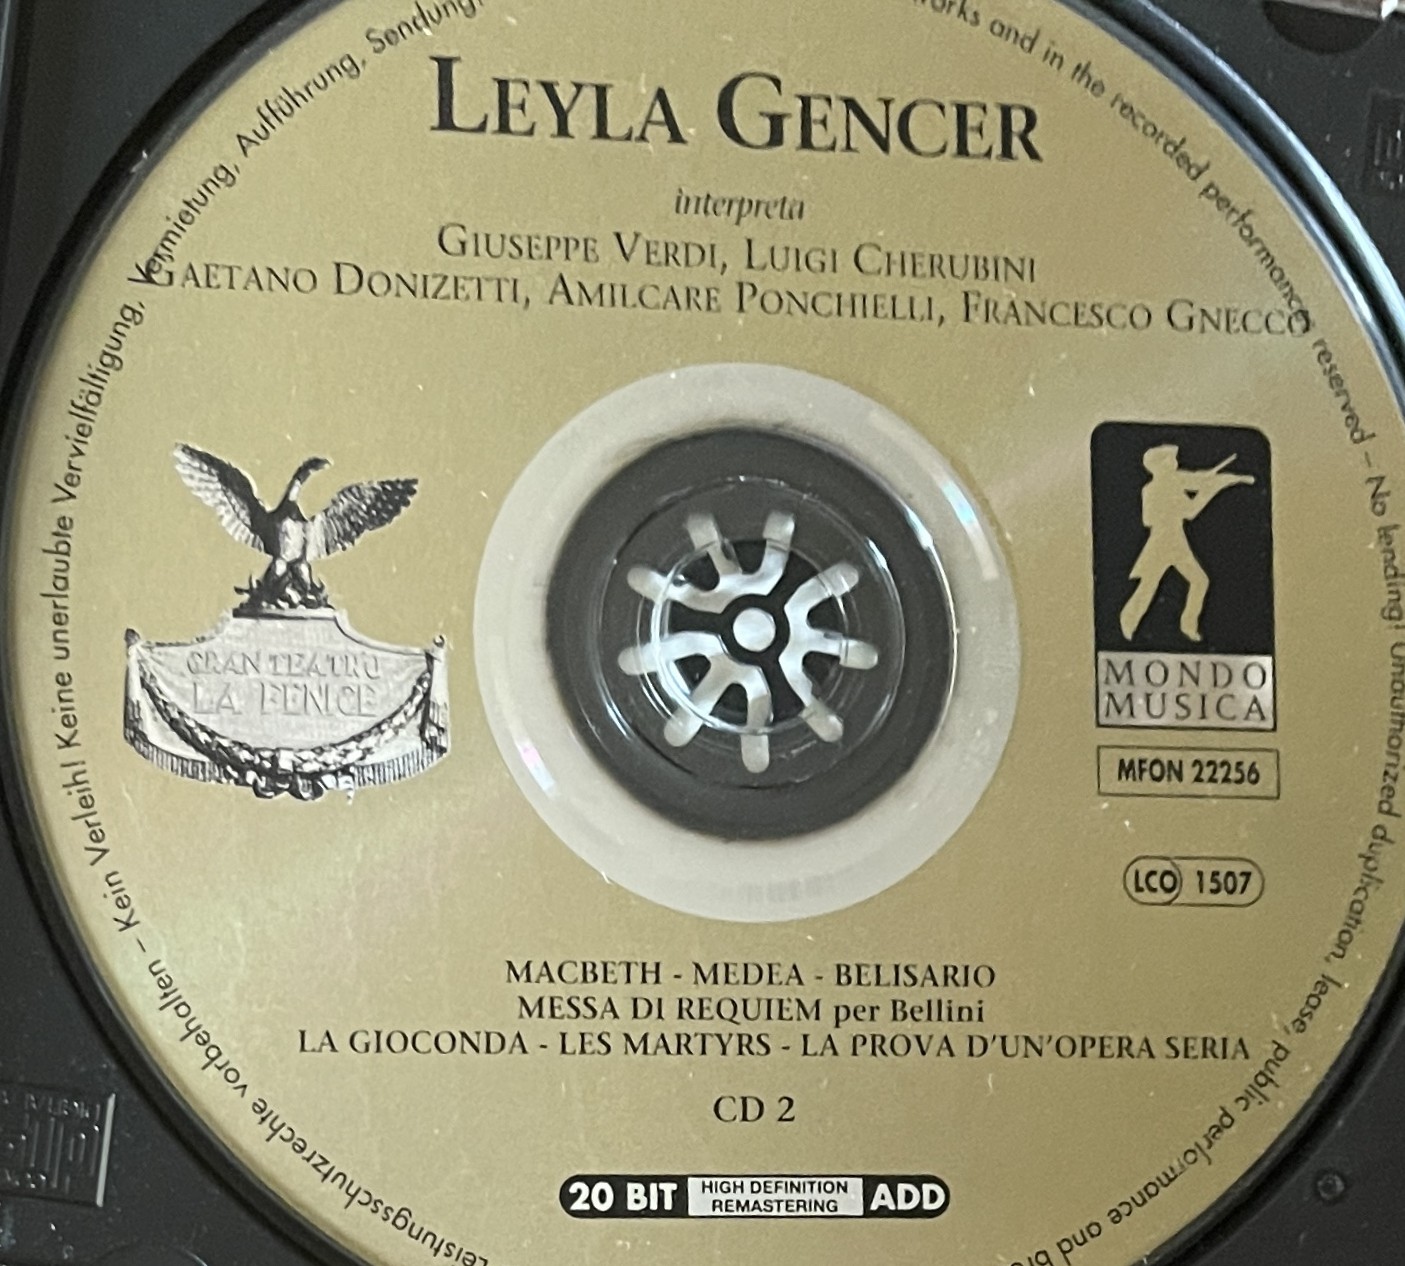 LEYLA GENCER
interpreta
GIUSEPPE VERDI, LUIGI CHERUBINI
GAETANO DONIZETTI, AMILCARE PONCHIELLI, FRANCESCO GNECCO
GRAN TEATRO
LA FENICE
MONDO
MUSICA
MFON 22256
LCO 1507
MACBETH - MEDEA - BELISARIO
MESSA DI REQUIEM per Bellini
LA GIOCONDA - LES MARTYRS - LA PROVA D'UN'OPERA SERIA
CD 2
20 BIT HIGH DEFINITION REMASTERING ADD
Leistungsschutzrechte vorbehalten – Kein Verleih! Keine unerlaubte Vervielfältigung, Vermietung, Aufführung, Sendung
works and in the recorded performance reserved – No lending! Unauthorized duplication, lease, public performance and